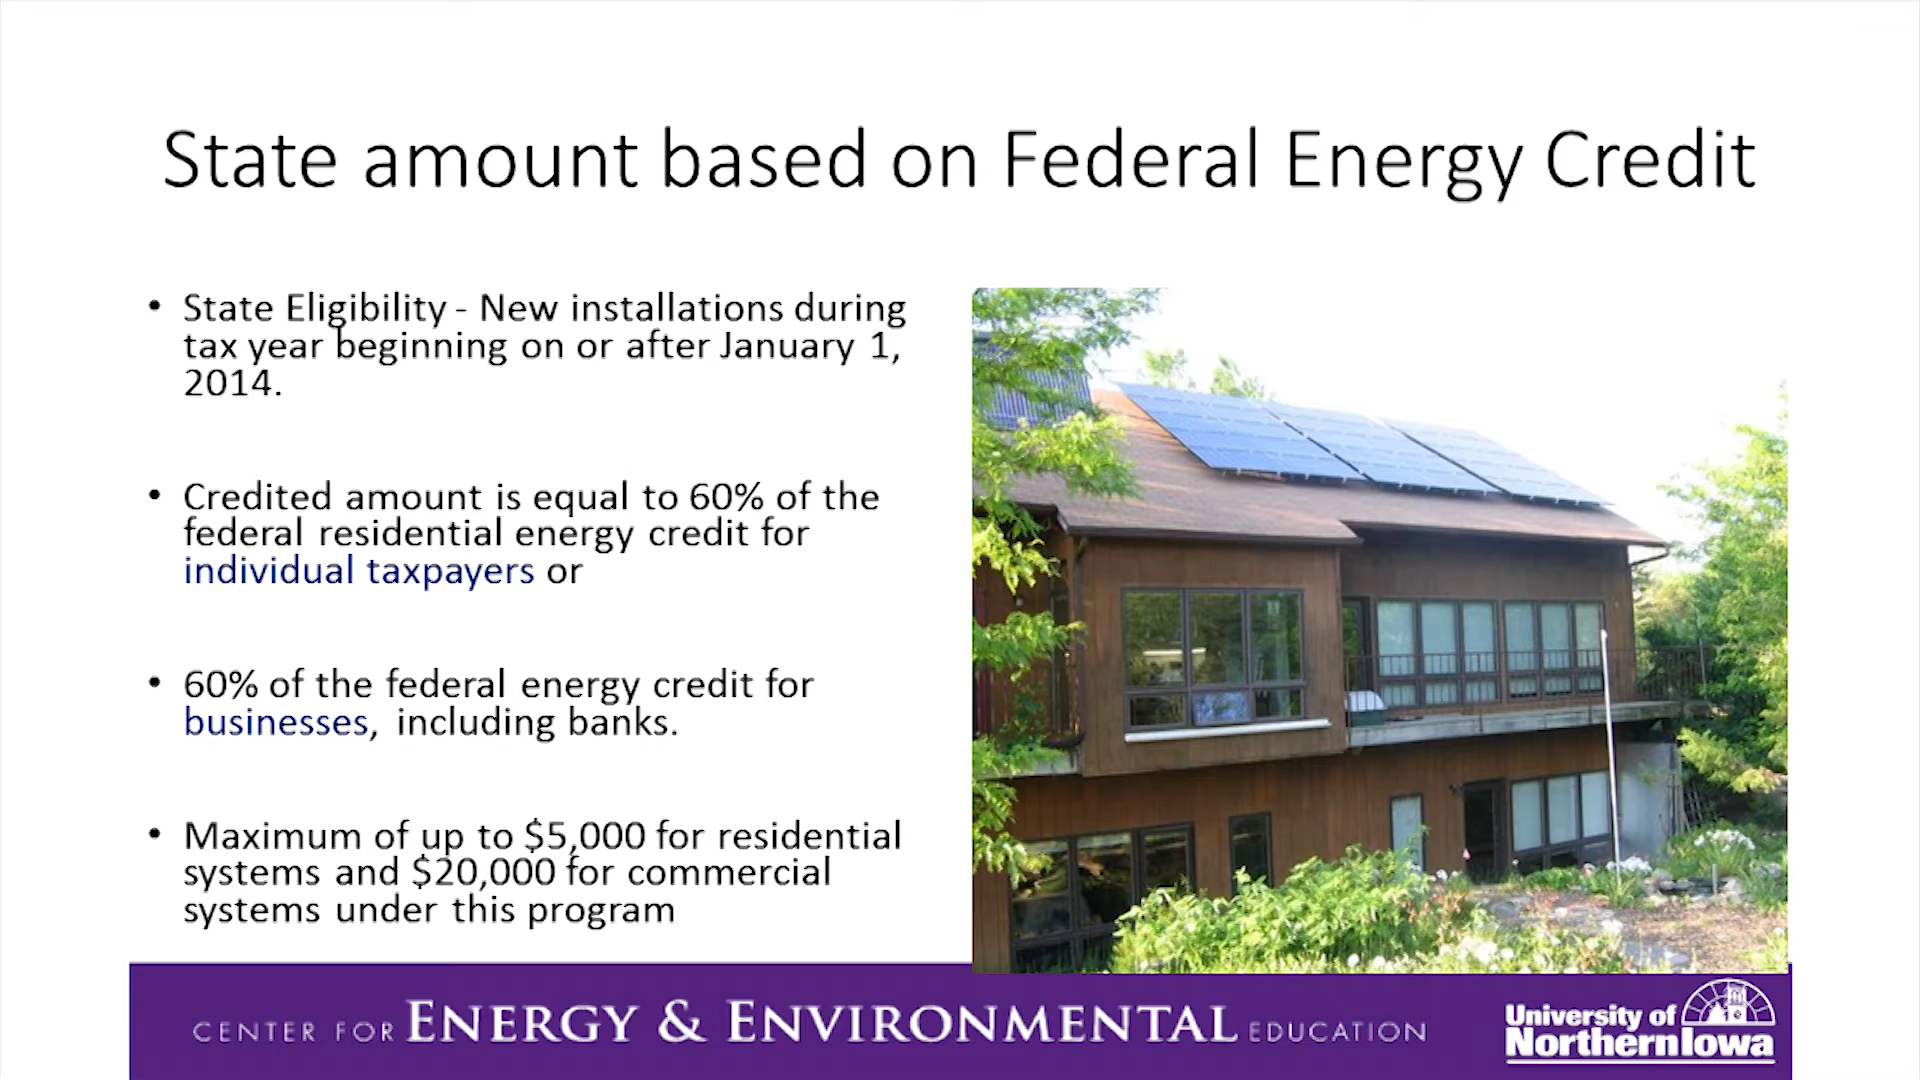 State amount based on Federal Energy Credit
• State Eligibility - New installations during
tax year beginning on or after January 1,
2014.
• Credited amount is equal to 60% of the
federal residential energy credit for
individual taxpayers or
• 60% of the federal energy credit for
businesses, including banks.
• Maximum of up to $5,000 for residential
systems and $20,000 for commercial
systems under this program
CENTER FOR ENERGY & ENVIRONMENTAL EDUCATION
University of
Northern Iowa